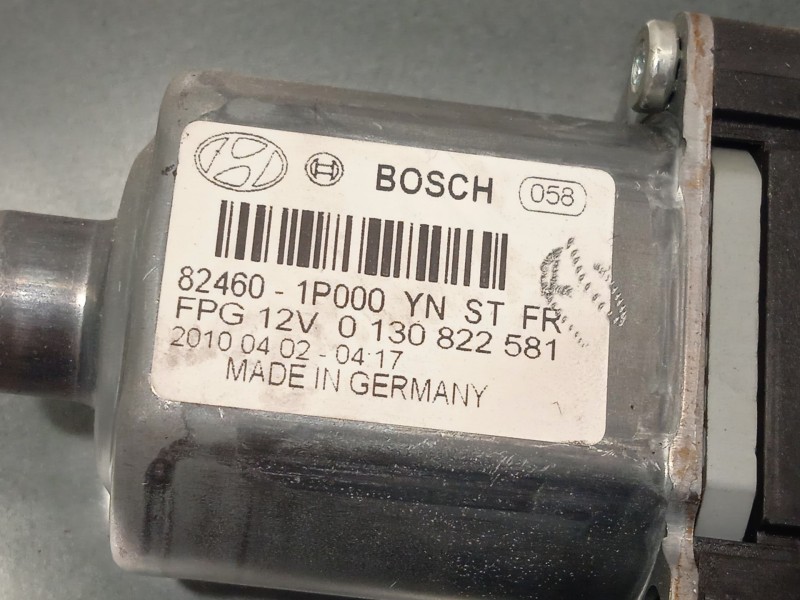 BOSCH 058
82460 - 1P000 YN ST FR
FPG 12V 0 130 822 581
2010 04 02 - 04:17
MADE IN GERMANY